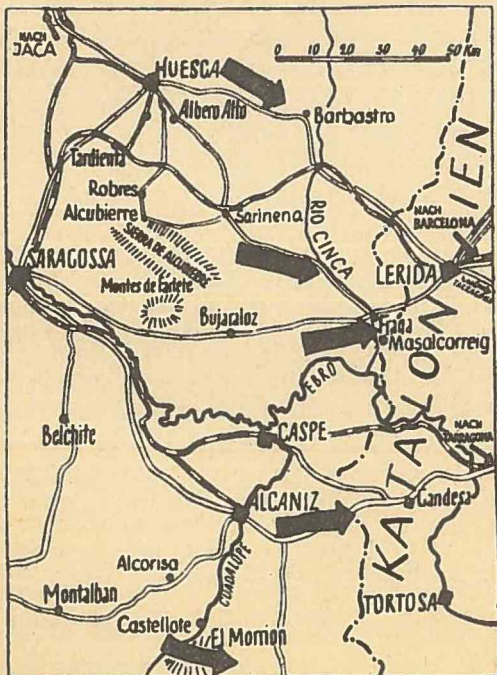 NACH
JACA
HUESCA
0 10 20 30 40 50 Km
Albero Alto
Barbastro
Tardienta
Robres
Alcubierre
Sarinena
SIERRA DE ALCUBIERRE
RIO CINCA
NACH
BARCELONA
SARAGOSSA
LERIDA
Montes de
Bujaraloz
Fraga
Masalcorreig
EBRO
KATALONIEN
Belchite
CASPE
NACH
TARRAGONA
ALCANIZ
Gandesa
Alcorisa
GUADALOPE
Montalban
TORTOSA
Castellote
El Morron